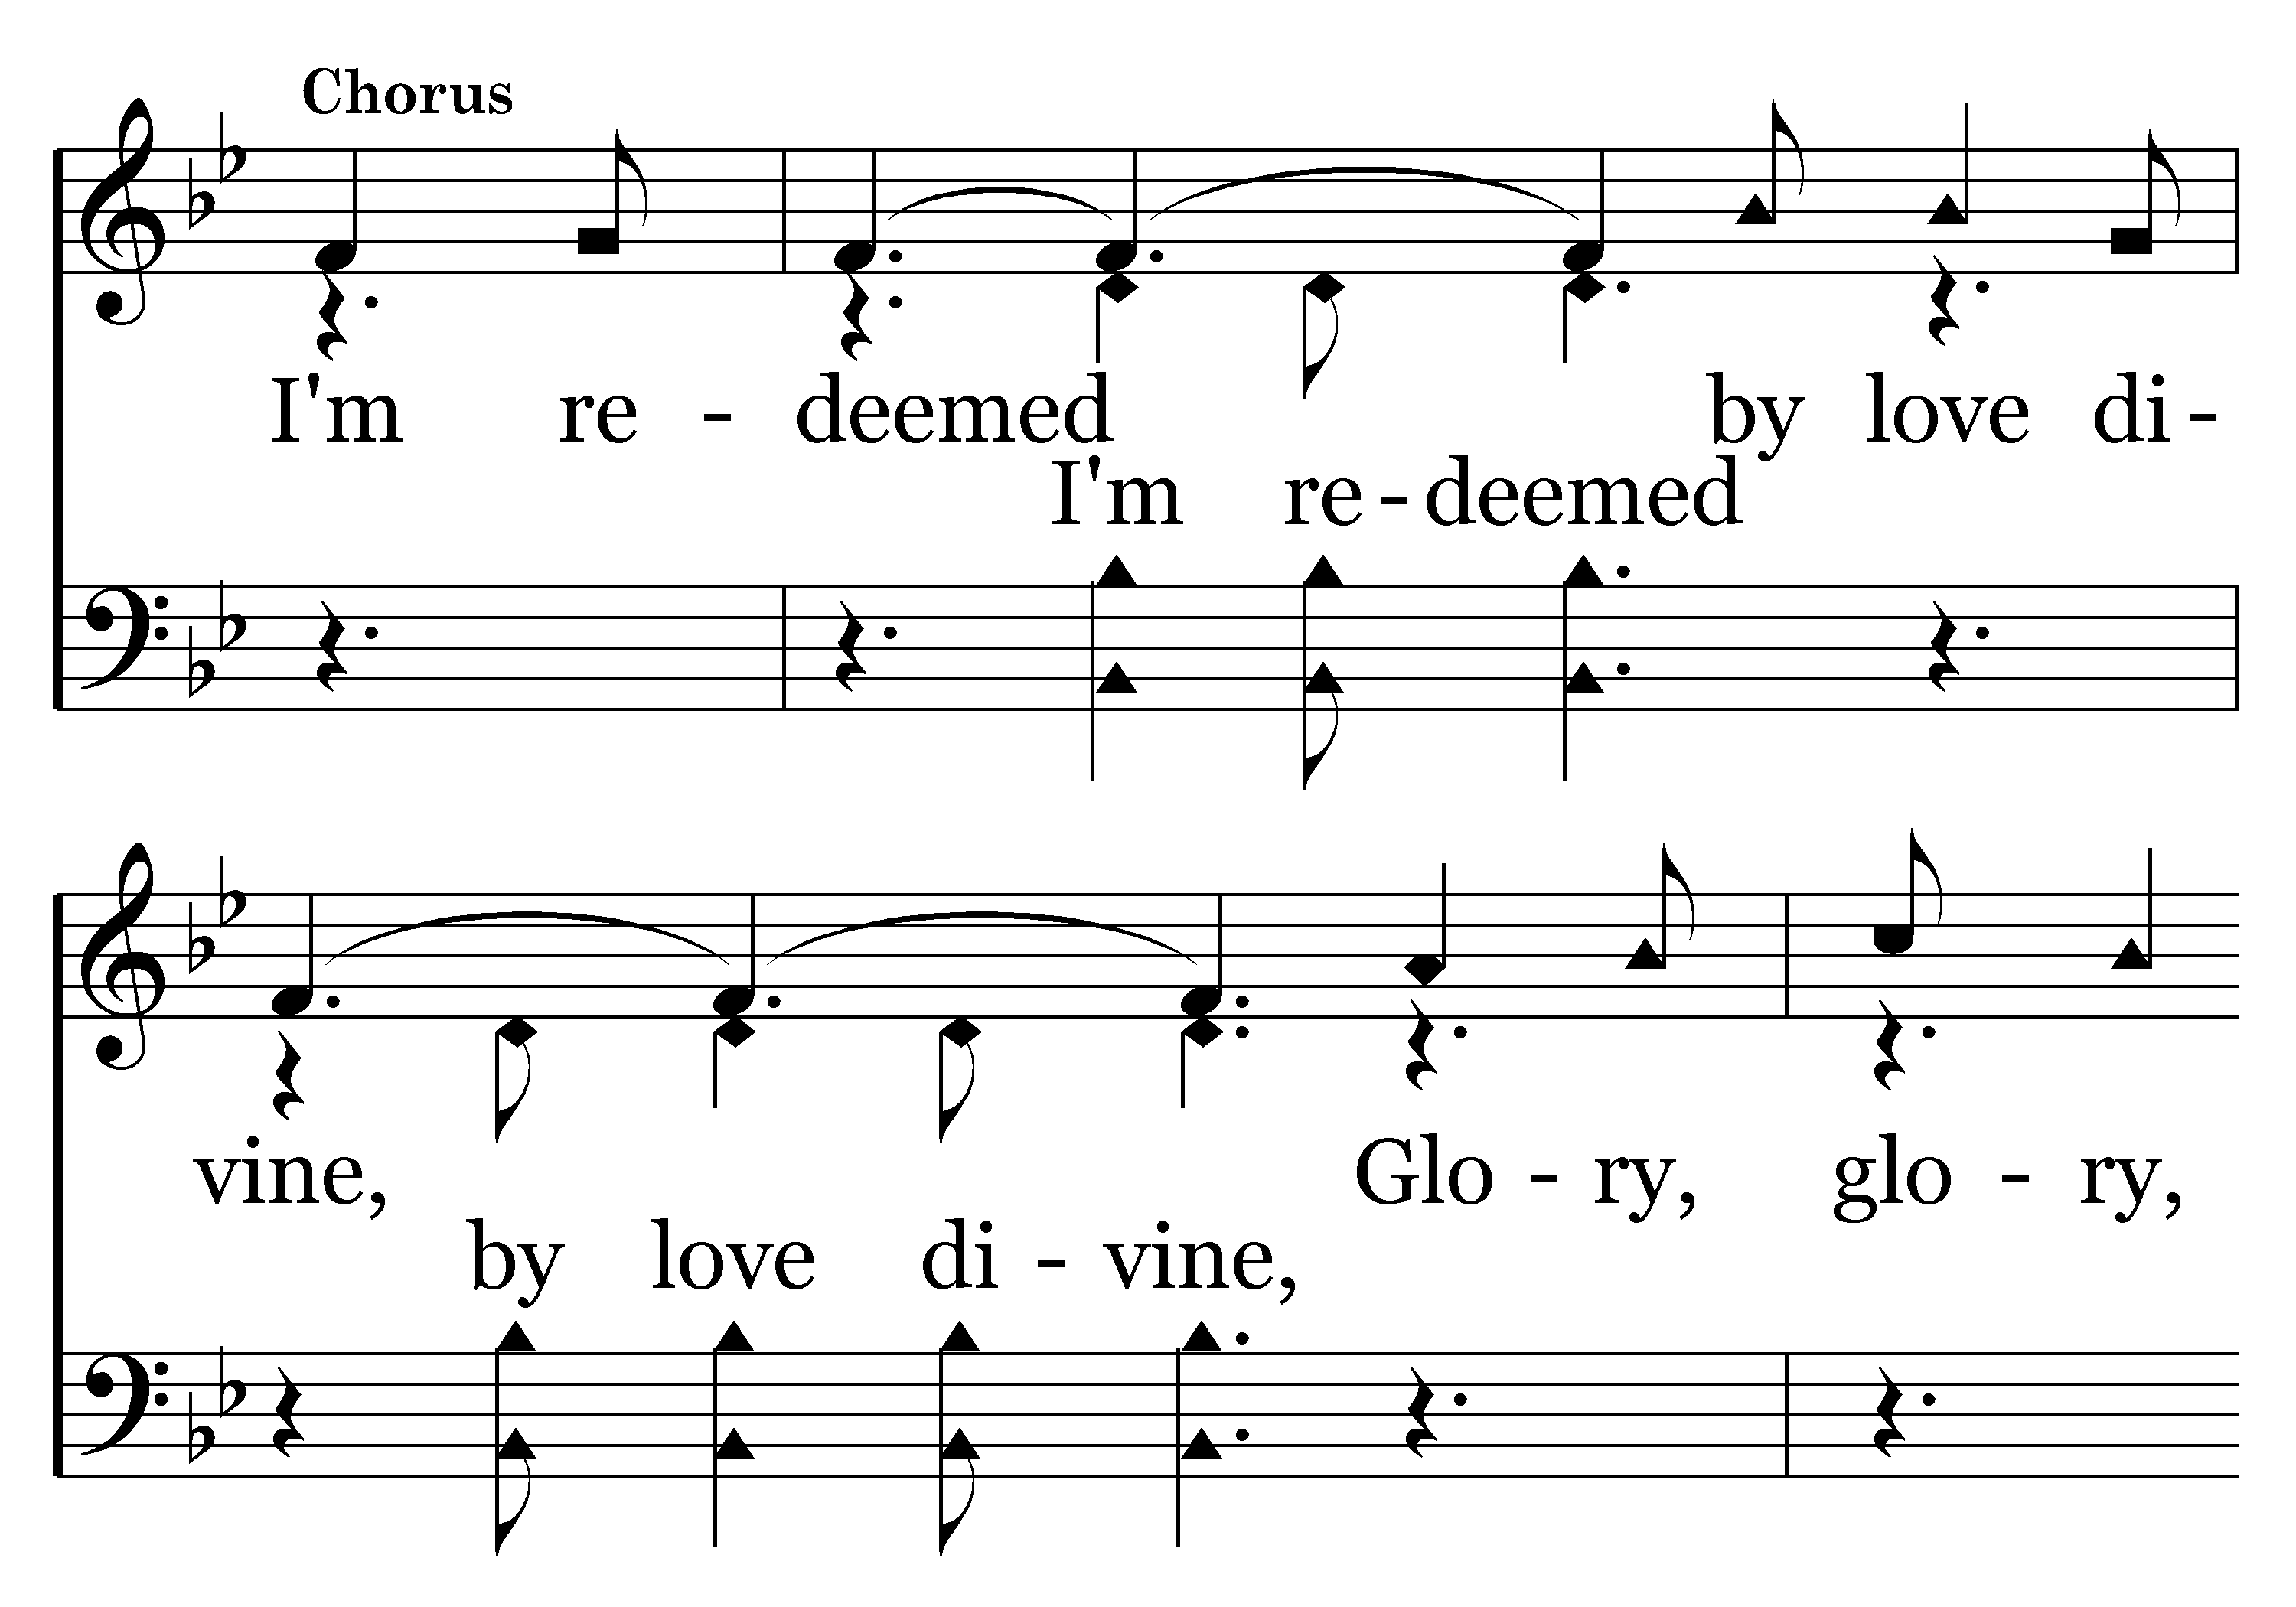 Chorus
I'm re - deemed by love di-
I'm re - deemed
vine, Glo - ry, glo - ry,
by love di - vine,